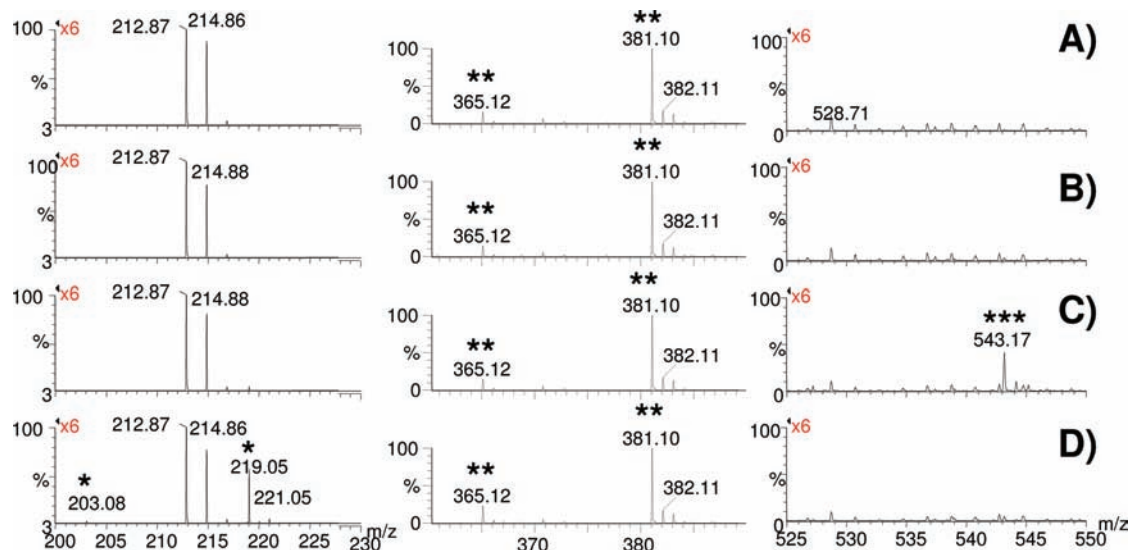 100 x6 212.87 214.86 % 3
** 381.10 100 ** 365.12 % 382.11 0
100 x6 528.71 % 0 A)
100 x6 212.87 214.88 % 3
** 381.10 100 ** 365.12 % 382.11 0
100 x6 % 0 B)
100 x6 212.87 214.88 % 3
** 381.10 100 ** 365.12 % 382.11 0
100 x6 *** 543.17 % 0 C)
100 x6 212.87 214.86 * 219.05 * 203.08 221.05 % 3
** 381.10 100 ** 365.12 % 382.11 0
100 x6 % 0 D)
200 205 210 215 220 225 230 m/z
370 380
525 530 535 540 545 550 m/z